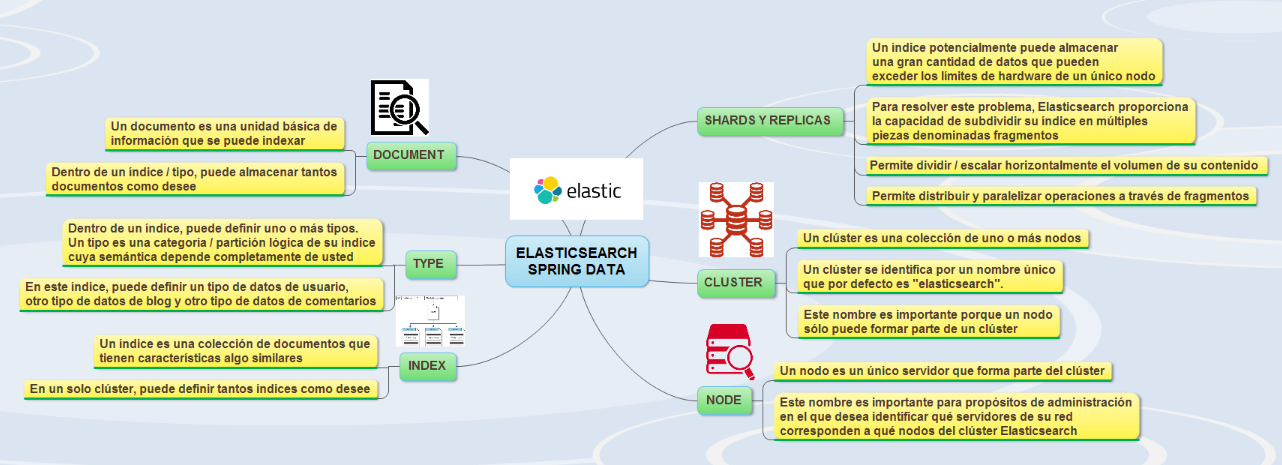 elastic
ELASTICSEARCH
SPRING DATA
DOCUMENT
Un documento es una unidad básica de
información que se puede indexar
Dentro de un índice / tipo, puede almacenar tantos
documentos como desee
TYPE
Dentro de un índice, puede definir uno o más tipos.
Un tipo es una categoría / partición lógica de su índice
cuya semántica depende completamente de usted
En este índice, puede definir un tipo de datos de usuario,
otro tipo de datos de blog y otro tipo de datos de comentarios
INDEX
Un índice es una colección de documentos que
tienen características algo similares
En un solo clúster, puede definir tantos índices como desee
SHARDS Y REPLICAS
Un índice potencialmente puede almacenar
una gran cantidad de datos que pueden
exceder los límites de hardware de un único nodo
Para resolver este problema, Elasticsearch proporciona
la capacidad de subdividir su índice en múltiples
piezas denominadas fragmentos
Permite dividir / escalar horizontalmente el volumen de su contenido
Permite distribuir y paralelizar operaciones a través de fragmentos
CLUSTER
Un clúster es una colección de uno o más nodos
Un clúster se identifica por un nombre único
que por defecto es "elasticsearch".
Este nombre es importante porque un nodo
sólo puede formar parte de un clúster
NODE
Un nodo es un único servidor que forma parte del clúster
Este nombre es importante para propósitos de administración
en el que desea identificar qué servidores de su red
corresponden a qué nodos del clúster Elasticsearch